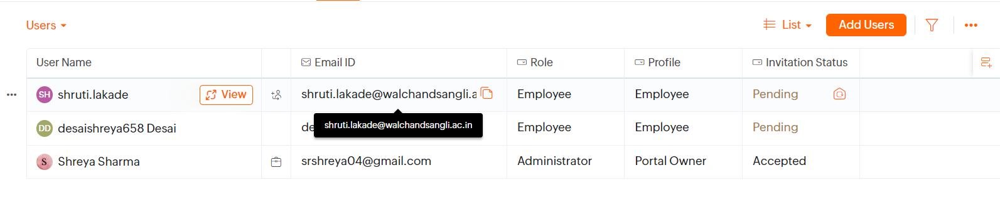 Users
List
Add Users
User Name
Email ID
Role
Profile
Invitation Status
SH shruti.lakade View shruti.lakade@walchandsangli.a Employee Employee Pending
shruti.lakade@walchandsangli.ac.in
DD desaishreya658 Desai de Employee Employee Pending
S Shreya Sharma srshreya04@gmail.com Administrator Portal Owner Accepted